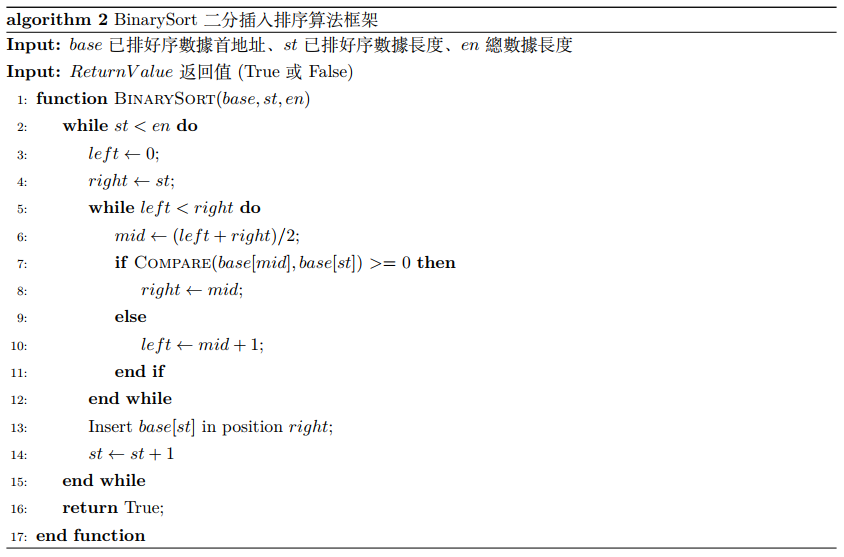 algorithm 2 BinarySort 二分插入排序算法框架
Input: base 已排好序數據首地址、st 已排好序數據長度、en 總數據長度
Input: ReturnValue 返回值 (True 或 False)
1: function BINARYSORT(base, st, en)
2: while st < en do
3: left ← 0;
4: right ← st;
5: while left < right do
6: mid ← (left + right)/2;
7: if COMPARE(base[mid], base[st]) >= 0 then
8: right ← mid;
9: else
10: left ← mid + 1;
11: end if
12: end while
13: Insert base[st] in position right;
14: st ← st + 1
15: end while
16: return True;
17: end function